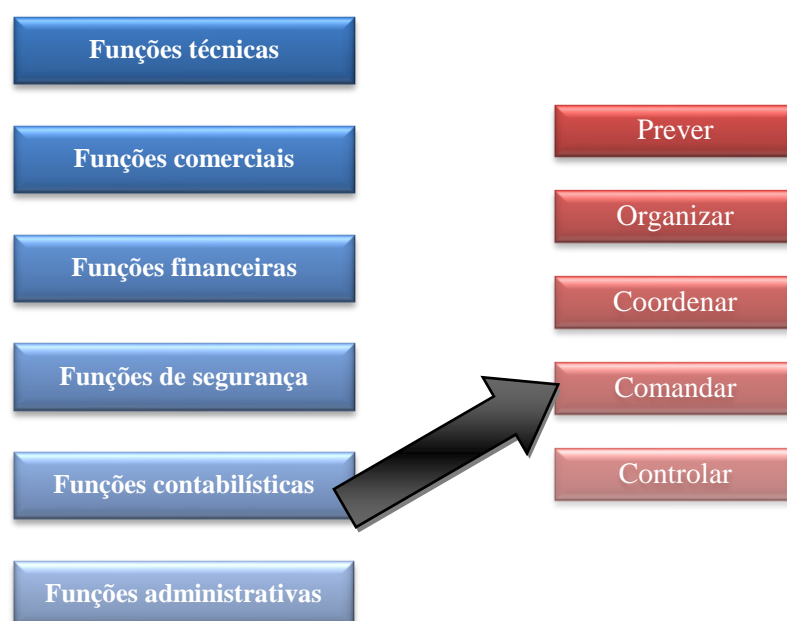 Funções técnicas
Funções comerciais
Funções financeiras
Funções de segurança
Funções contabilísticas
Funções administrativas
Prever
Organizar
Coordenar
Comandar
Controlar